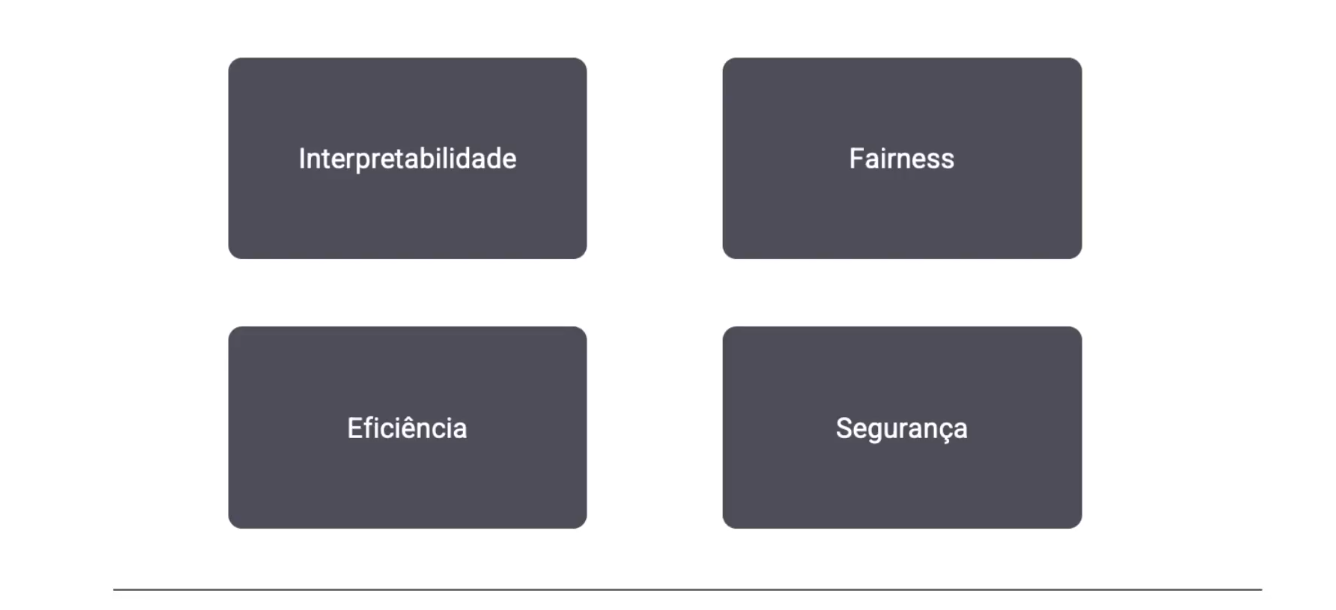 Interpretabilidade
Fairness
Eficiência
Segurança